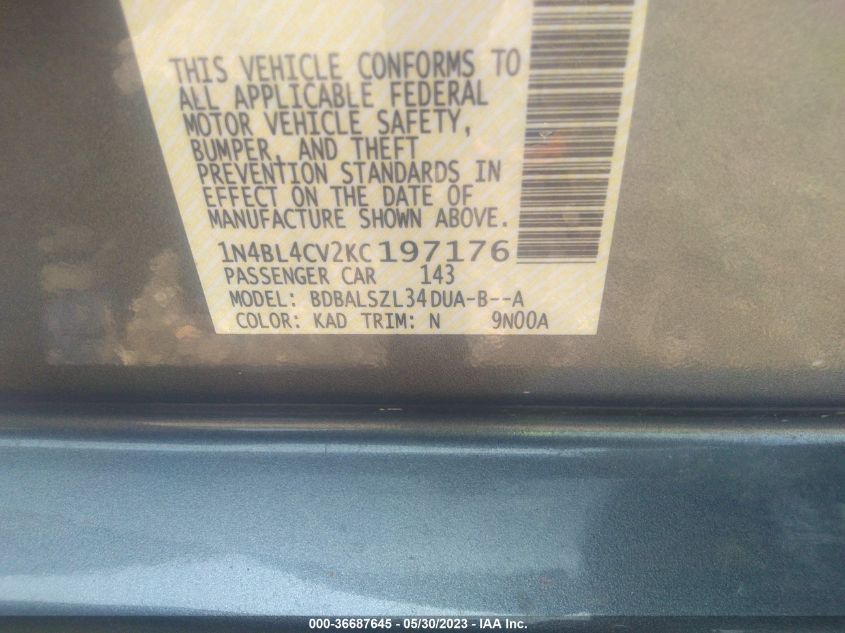 THIS VEHICLE CONFORMS TO
ALL APPLICABLE FEDERAL
MOTOR VEHICLE SAFETY,
BUMPER, AND THEFT
PREVENTION STANDARDS IN
EFFECT ON THE DATE OF
MANUFACTURE SHOWN ABOVE.
1N4BL4CV2KC197176
PASSENGER CAR 143
MODEL: BDBALSZL34DUA-B--A
COLOR: KAD TRIM: N 9N00A
000-36687645 - 05/30/2023 - IAA Inc.